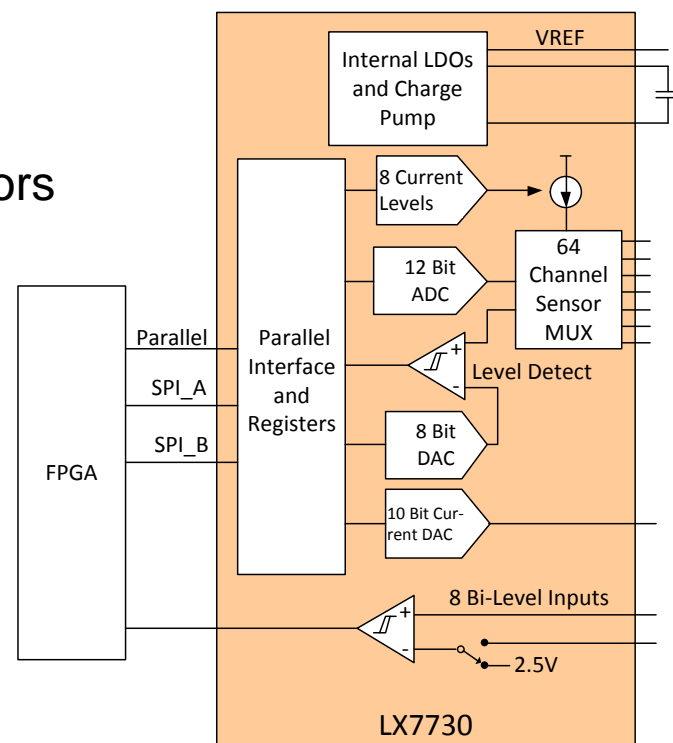 ors
VREF
Internal LDOs
and Charge
Pump
8 Current
Levels
64
Channel
Sensor
MUX
12 Bit
ADC
Parallel
SPI_A
SPI_B
FPGA
Parallel
Interface
and
Registers
+
-
Level Detect
8 Bit
DAC
10 Bit Cur-
rent DAC
8 Bi-Level Inputs
+
-
2.5V
LX7730